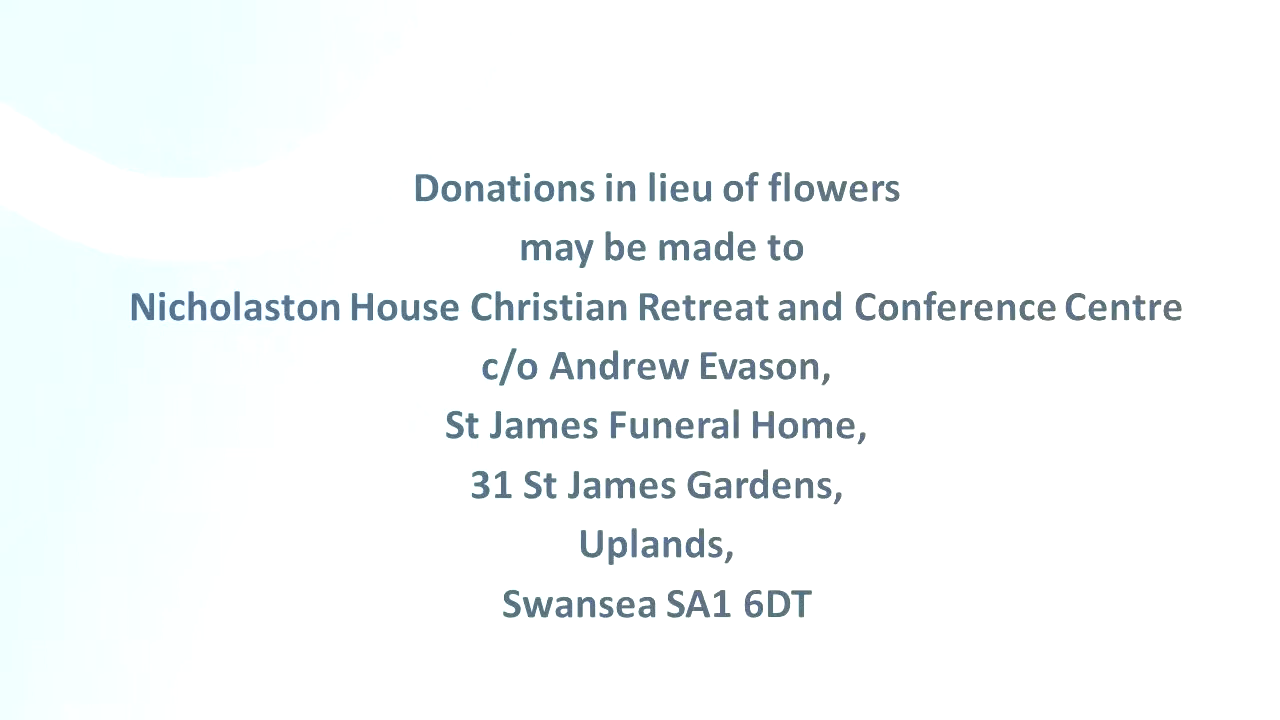 Donations in lieu of flowers
may be made to
Nicholaston House Christian Retreat and Conference Centre
c/o Andrew Evason,
St James Funeral Home,
31 St James Gardens,
Uplands,
Swansea SA1 6DT